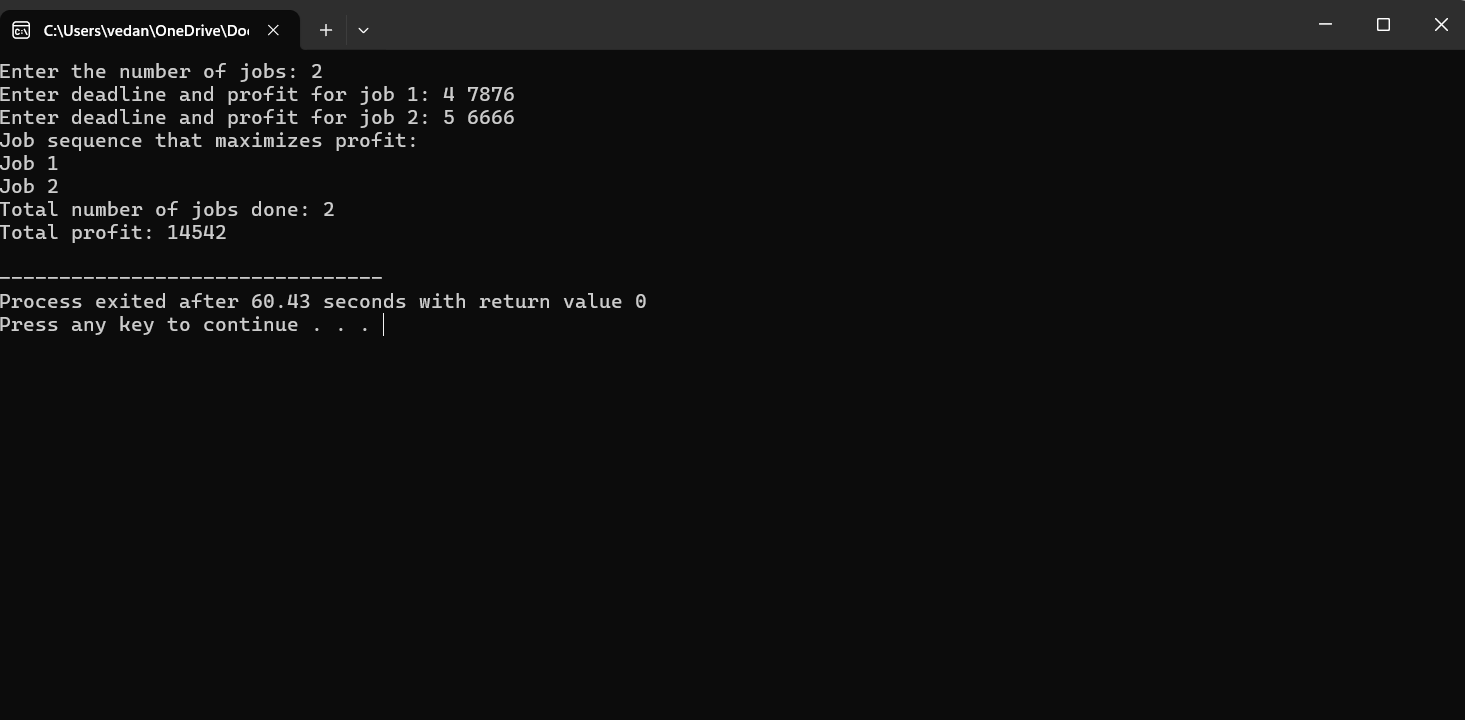 C:\Users\vedan\OneDrive\Do
Enter the number of jobs: 2
Enter deadline and profit for job 1: 4 7876
Enter deadline and profit for job 2: 5 6666
Job sequence that maximizes profit:
Job 1
Job 2
Total number of jobs done: 2
Total profit: 14542
--------------------------------
Process exited after 60.43 seconds with return value 0
Press any key to continue . . .